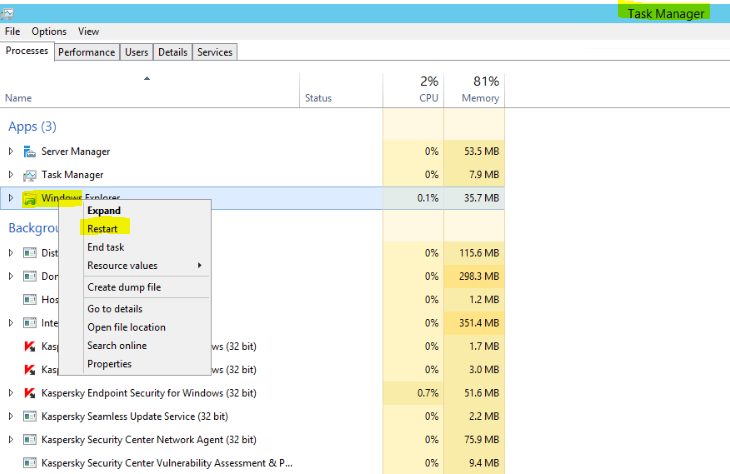 Task Manager
File Options View
Processes Performance Users Details Services
2% 81%
Name Status CPU Memory
Apps (3)
Server Manager 0% 53.5 MB
Task Manager 0% 7.9 MB
Windows Explorer 0.1% 35.7 MB
Expand
Restart
End task
Resource values
Create dump file
Go to details
Open file location
Search online
Properties
Backgrou
Dist 0% 115.6 MB
Dor 0% 298.3 MB
Hos 0% 1.2 MB
Inte 0% 351.4 MB
Kasp ws (32 bit) 0% 1.7 MB
Kasp ws (32 bit) 0% 3.0 MB
Kaspersky Endpoint Security for Windows (32 bit) 0.7% 51.6 MB
Kaspersky Seamless Update Service (32 bit) 0% 2.2 MB
Kaspersky Security Center Network Agent (32 bit) 0% 75.9 MB
Kaspersky Security Center Vulnerability Assessment & P... 0% 9.4 MB